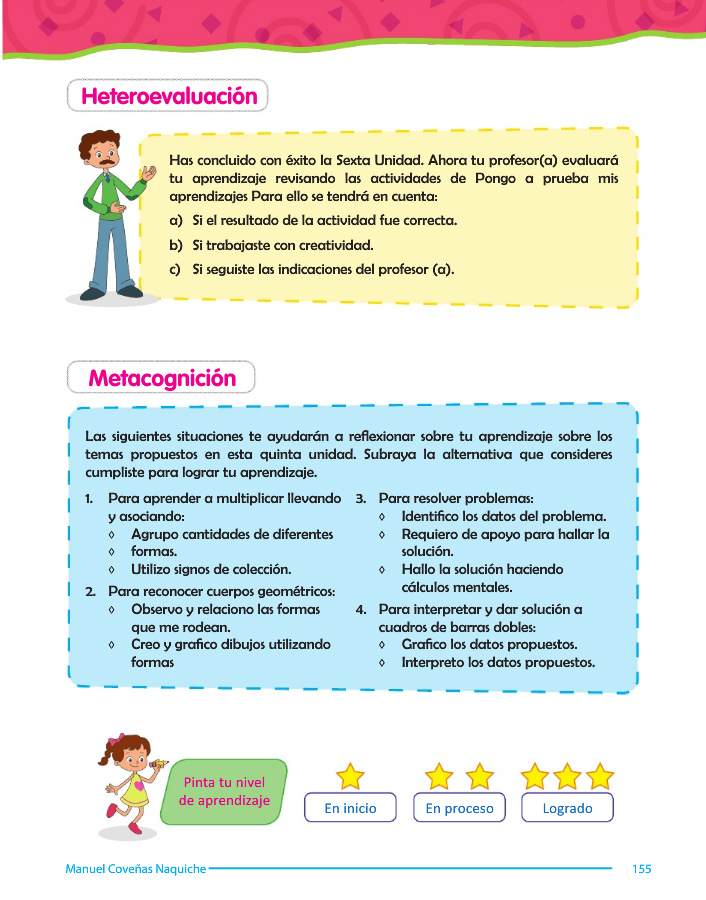 Heteroevaluación
Has concluido con éxito la Sexta Unidad. Ahora tu profesor(a) evaluará
tu aprendizaje revisando las actividades de Pongo a prueba mis
aprendizajes Para ello se tendrá en cuenta:
a) Si el resultado de la actividad fue correcta.
b) Si trabajaste con creatividad.
c) Si seguiste las indicaciones del profesor (a).
Metacognición
Las siguientes situaciones te ayudarán a reflexionar sobre tu aprendizaje sobre los
temas propuestos en esta quinta unidad. Subraya la alternativa que consideres
cumpliste para lograr tu aprendizaje.
1. Para aprender a multiplicar llevando
y asociando:
◊ Agrupo cantidades de diferentes
◊ formas.
◊ Utilizo signos de colección.
2. Para reconocer cuerpos geométricos:
◊ Observo y relaciono las formas
que me rodean.
◊ Creo y grafico dibujos utilizando
formas
3. Para resolver problemas:
◊ Identifico los datos del problema.
◊ Requiero de apoyo para hallar la
solución.
◊ Hallo la solución haciendo
cálculos mentales.
4. Para interpretar y dar solución a
cuadros de barras dobles:
◊ Grafico los datos propuestos.
◊ Interpreto los datos propuestos.
Pinta tu nivel
de aprendizaje
En inicio
En proceso
Logrado
Manuel Coveñas Naquiche
155